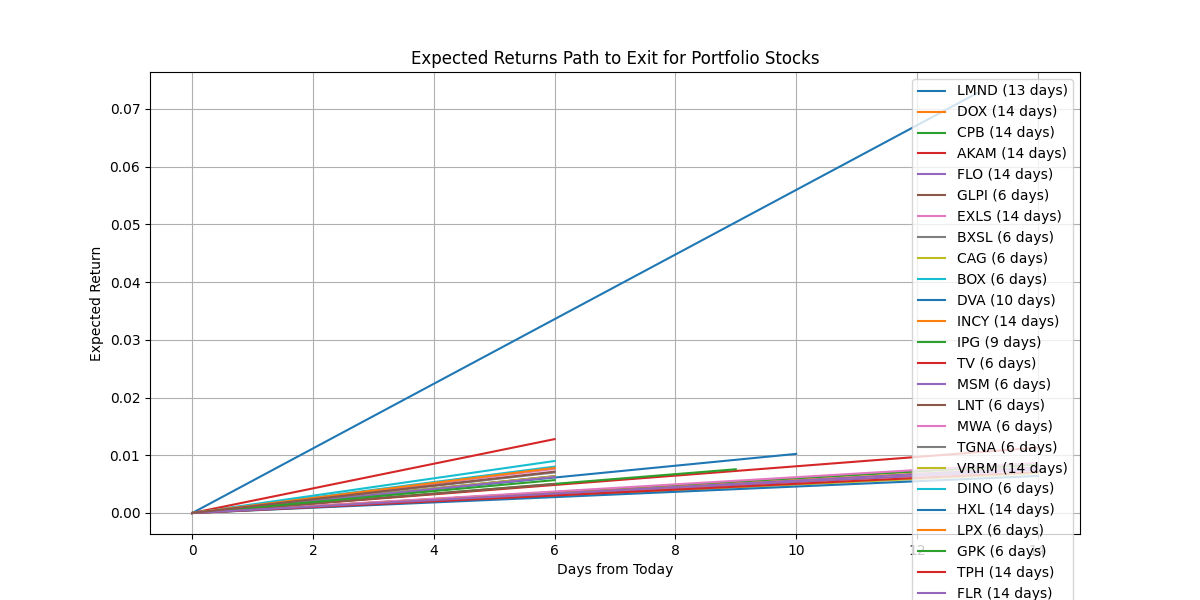 Expected Returns Path to Exit for Portfolio Stocks
Expected Return
0.07
0.06
0.05
0.04
0.03
0.02
0.01
0.00
0
2
4
6
8
10
12
Days from Today
LMND (13 days)
DOX (14 days)
CPB (14 days)
AKAM (14 days)
FLO (14 days)
GLPI (6 days)
EXLS (14 days)
BXSL (6 days)
CAG (6 days)
BOX (6 days)
DVA (10 days)
INCY (14 days)
IPG (9 days)
TV (6 days)
MSM (6 days)
LNT (6 days)
MWA (6 days)
TGNA (6 days)
VRRM (14 days)
DINO (6 days)
HXL (14 days)
LPX (6 days)
GPK (6 days)
TPH (14 days)
FLR (14 days)